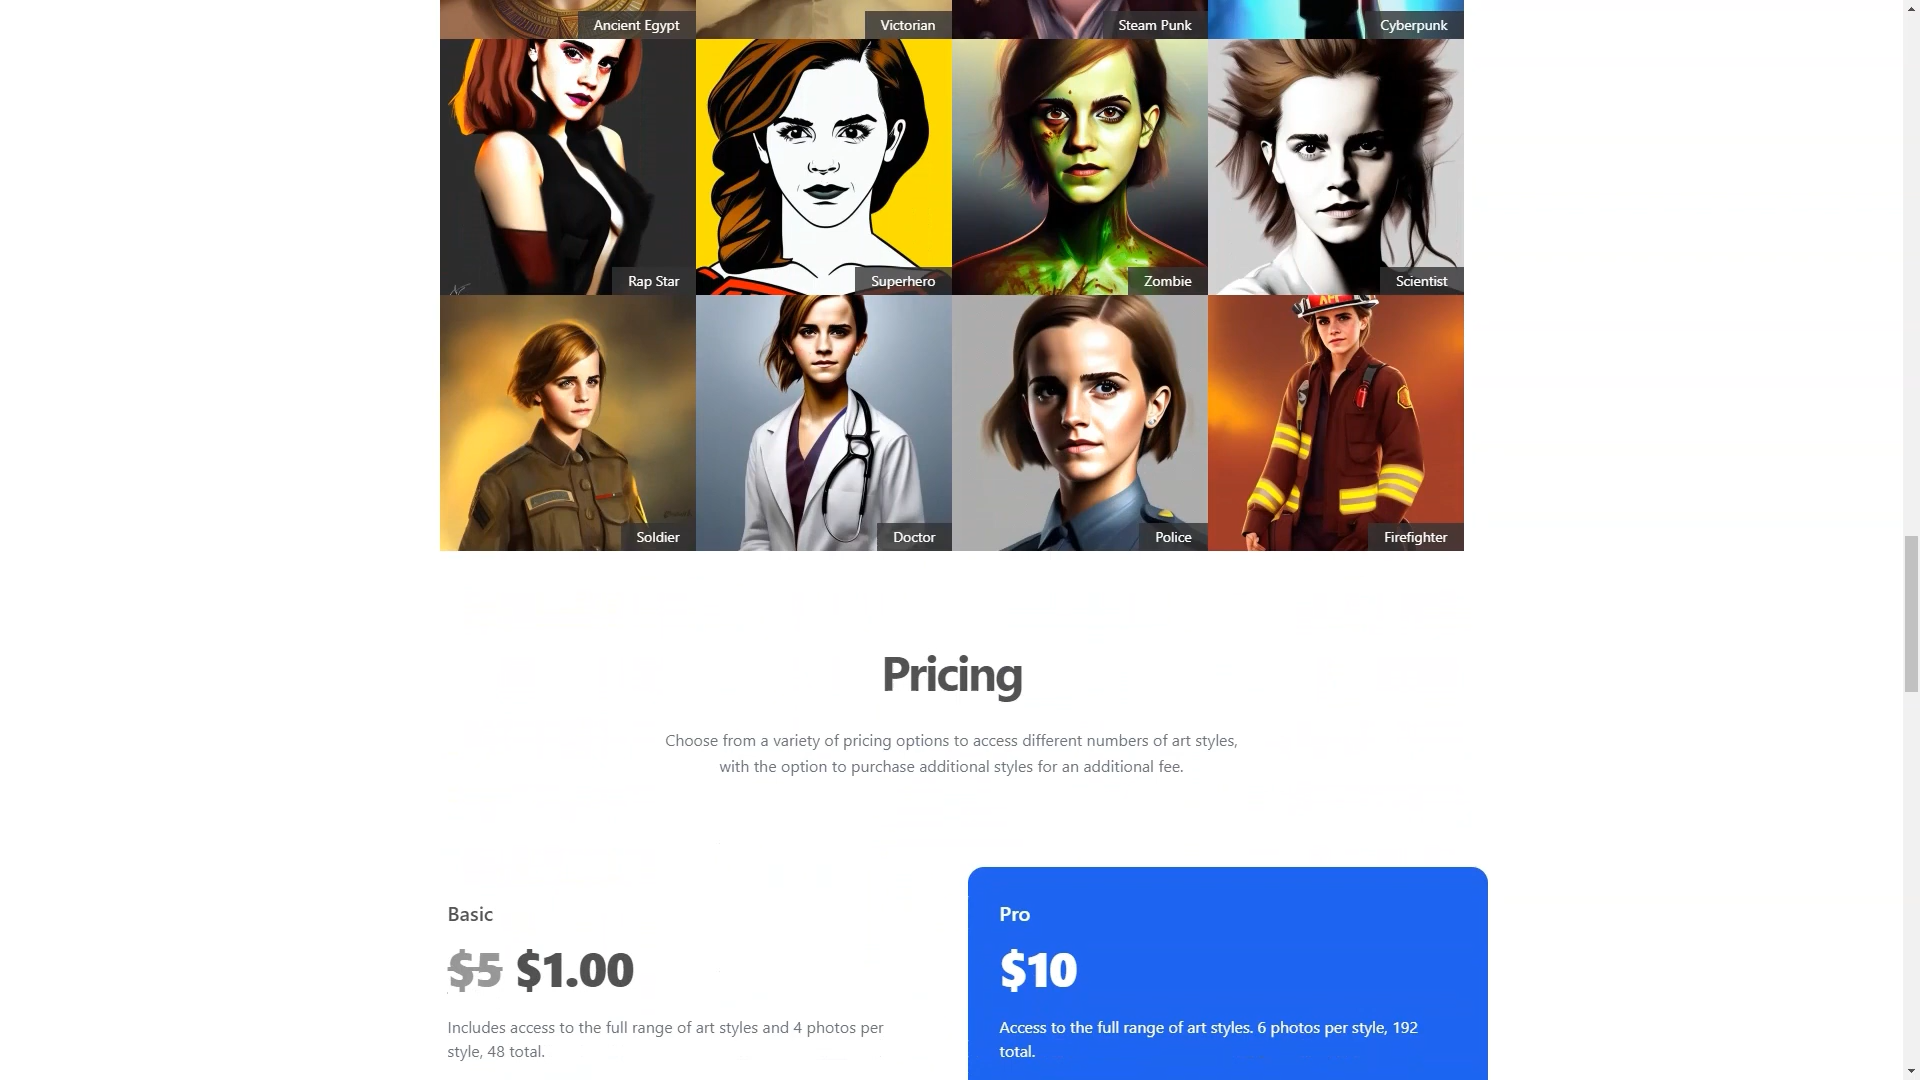 Ancient Egypt
Victorian
Steam Punk
Cyberpunk
Rap Star
Superhero
Zombie
Scientist
Soldier
Doctor
Police
Firefighter
Pricing
Choose from a variety of pricing options to access different numbers of art styles,
with the option to purchase additional styles for an additional fee.
Basic
$5 $1.00
Includes access to the full range of art styles and 4 photos per
style, 48 total.
Pro
$10
Access to the full range of art styles. 6 photos per style, 192
total.